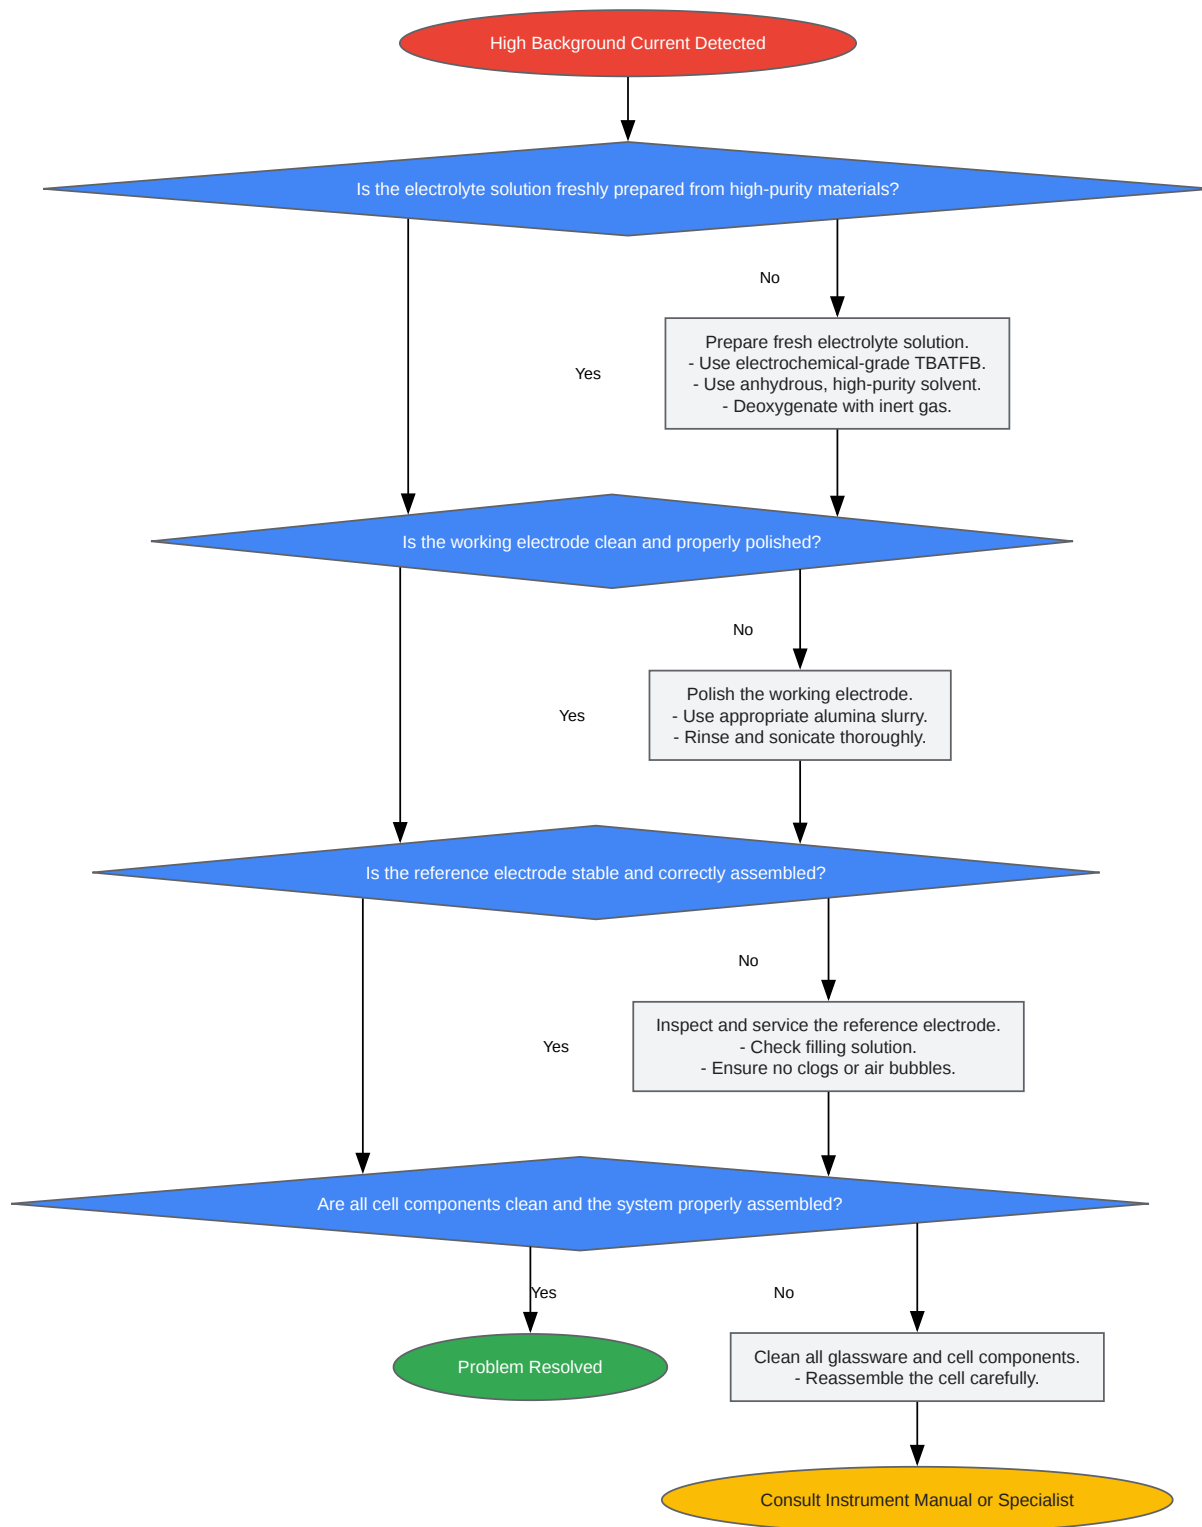 High Background Current Detected
Is the electrolyte solution freshly prepared from high-purity materials?
No
Prepare fresh electrolyte solution.
- Use electrochemical-grade TBATFB.
- Use anhydrous, high-purity solvent.
- Deoxygenate with inert gas.
Yes
Is the working electrode clean and properly polished?
No
Polish the working electrode.
- Use appropriate alumina slurry.
- Rinse and sonicate thoroughly.
Yes
Is the reference electrode stable and correctly assembled?
No
Inspect and service the reference electrode.
- Check filling solution.
- Ensure no clogs or air bubbles.
Yes
Are all cell components clean and the system properly assembled?
Yes
No
Problem Resolved
Clean all glassware and cell components.
- Reassemble the cell carefully.
Consult Instrument Manual or Specialist